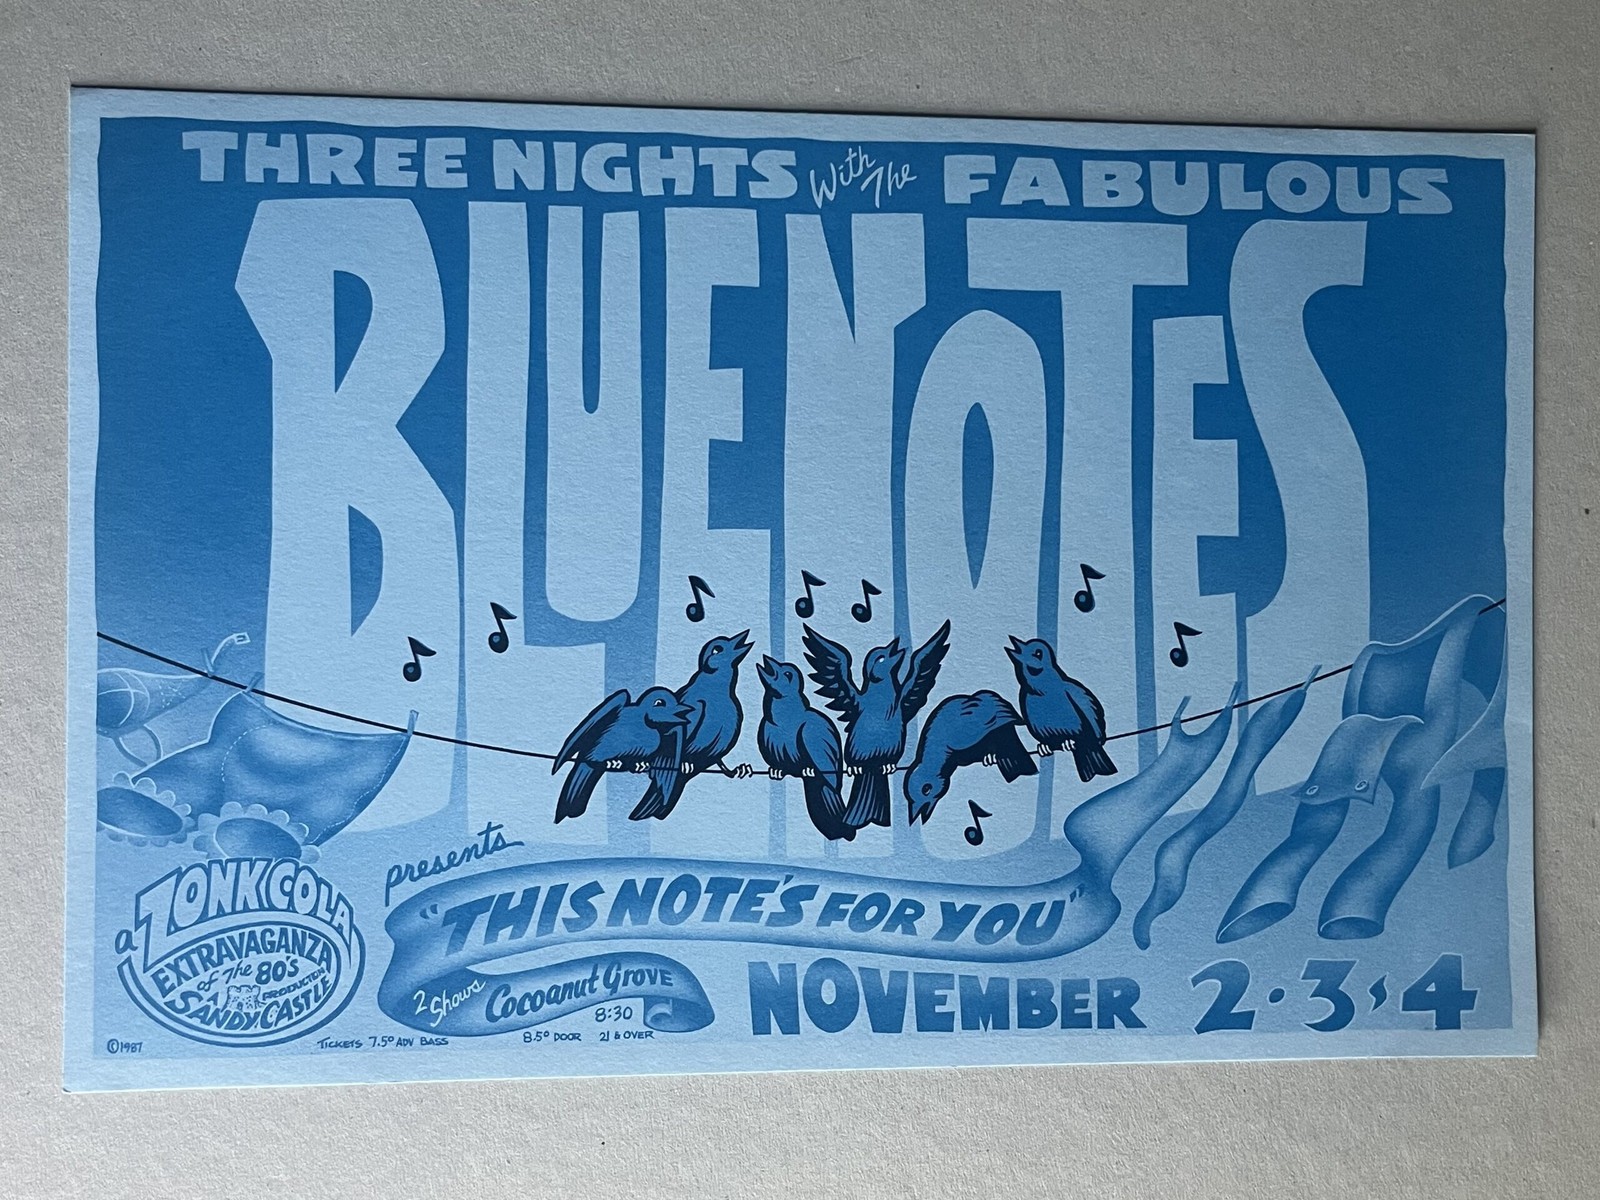 THREE NIGHTS With The FABULOUS
BLUENOTES
presents
"THIS NOTE'S FOR YOU"
a ZONK COLA
EXTRAVAGANZA
of The 80's
A PRODUCTION
SANDY CASTLE
2 Shows
Cocoanut Grove
8:30
NOVEMBER 2·3,4
©1987
TICKETS 7.50 ADV BASS
8.50 DOOR 21 & OVER